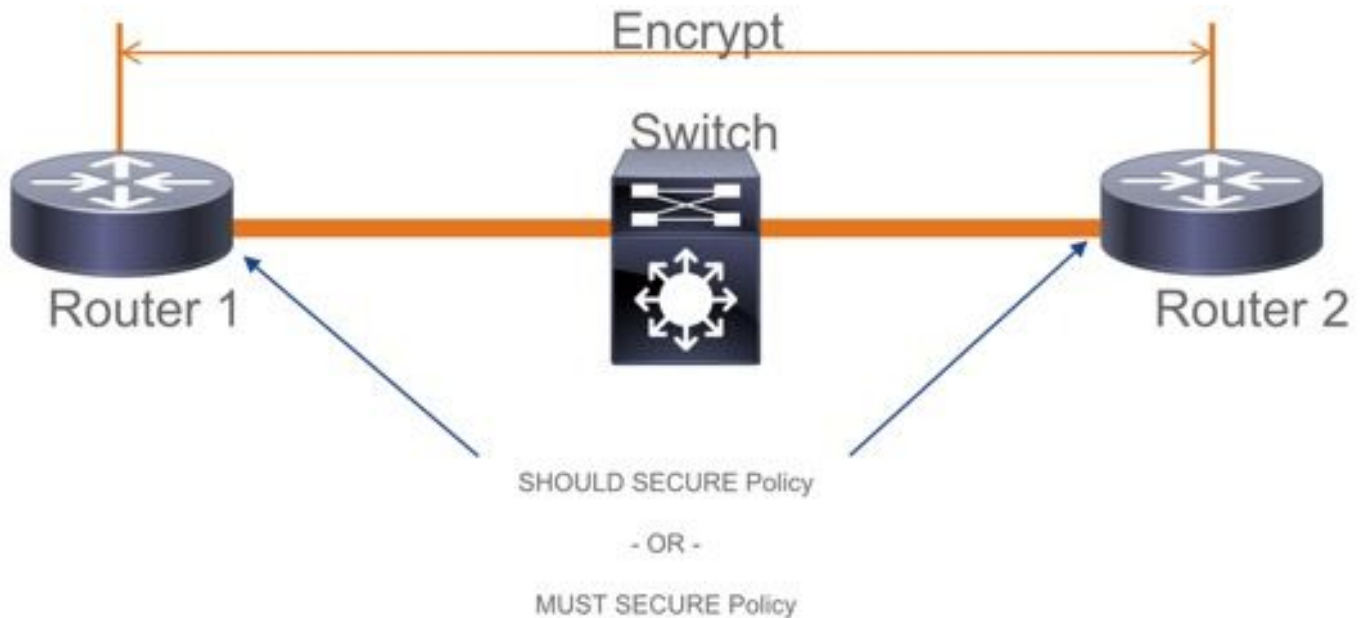 Encrypt
Switch
Router 1
Router 2
SHOULD SECURE Policy
- OR -
MUST SECURE Policy